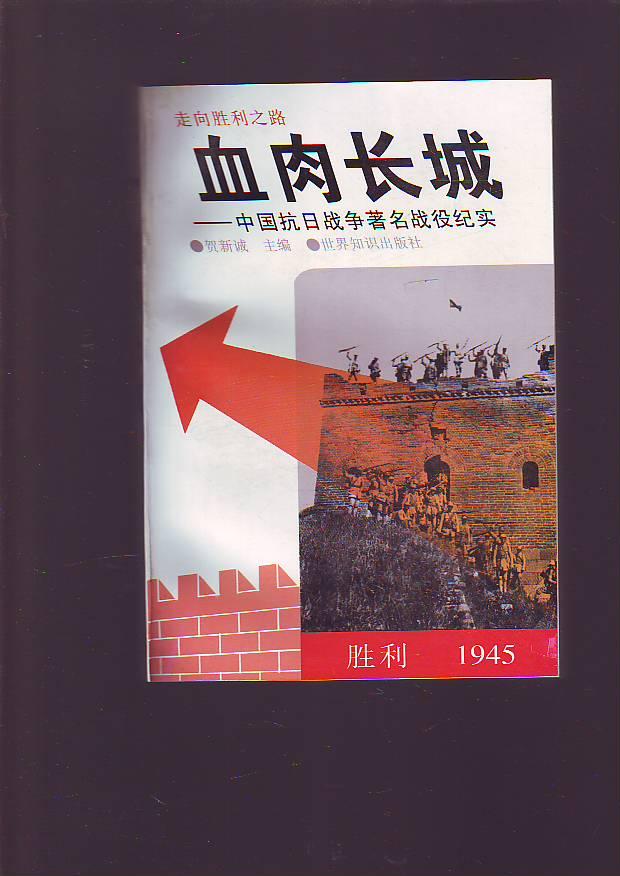 走向胜利之路
血肉长城
——中国抗日战争著名战役纪实
●贺新诚 主编 ●世界知识出版社
胜利 1945